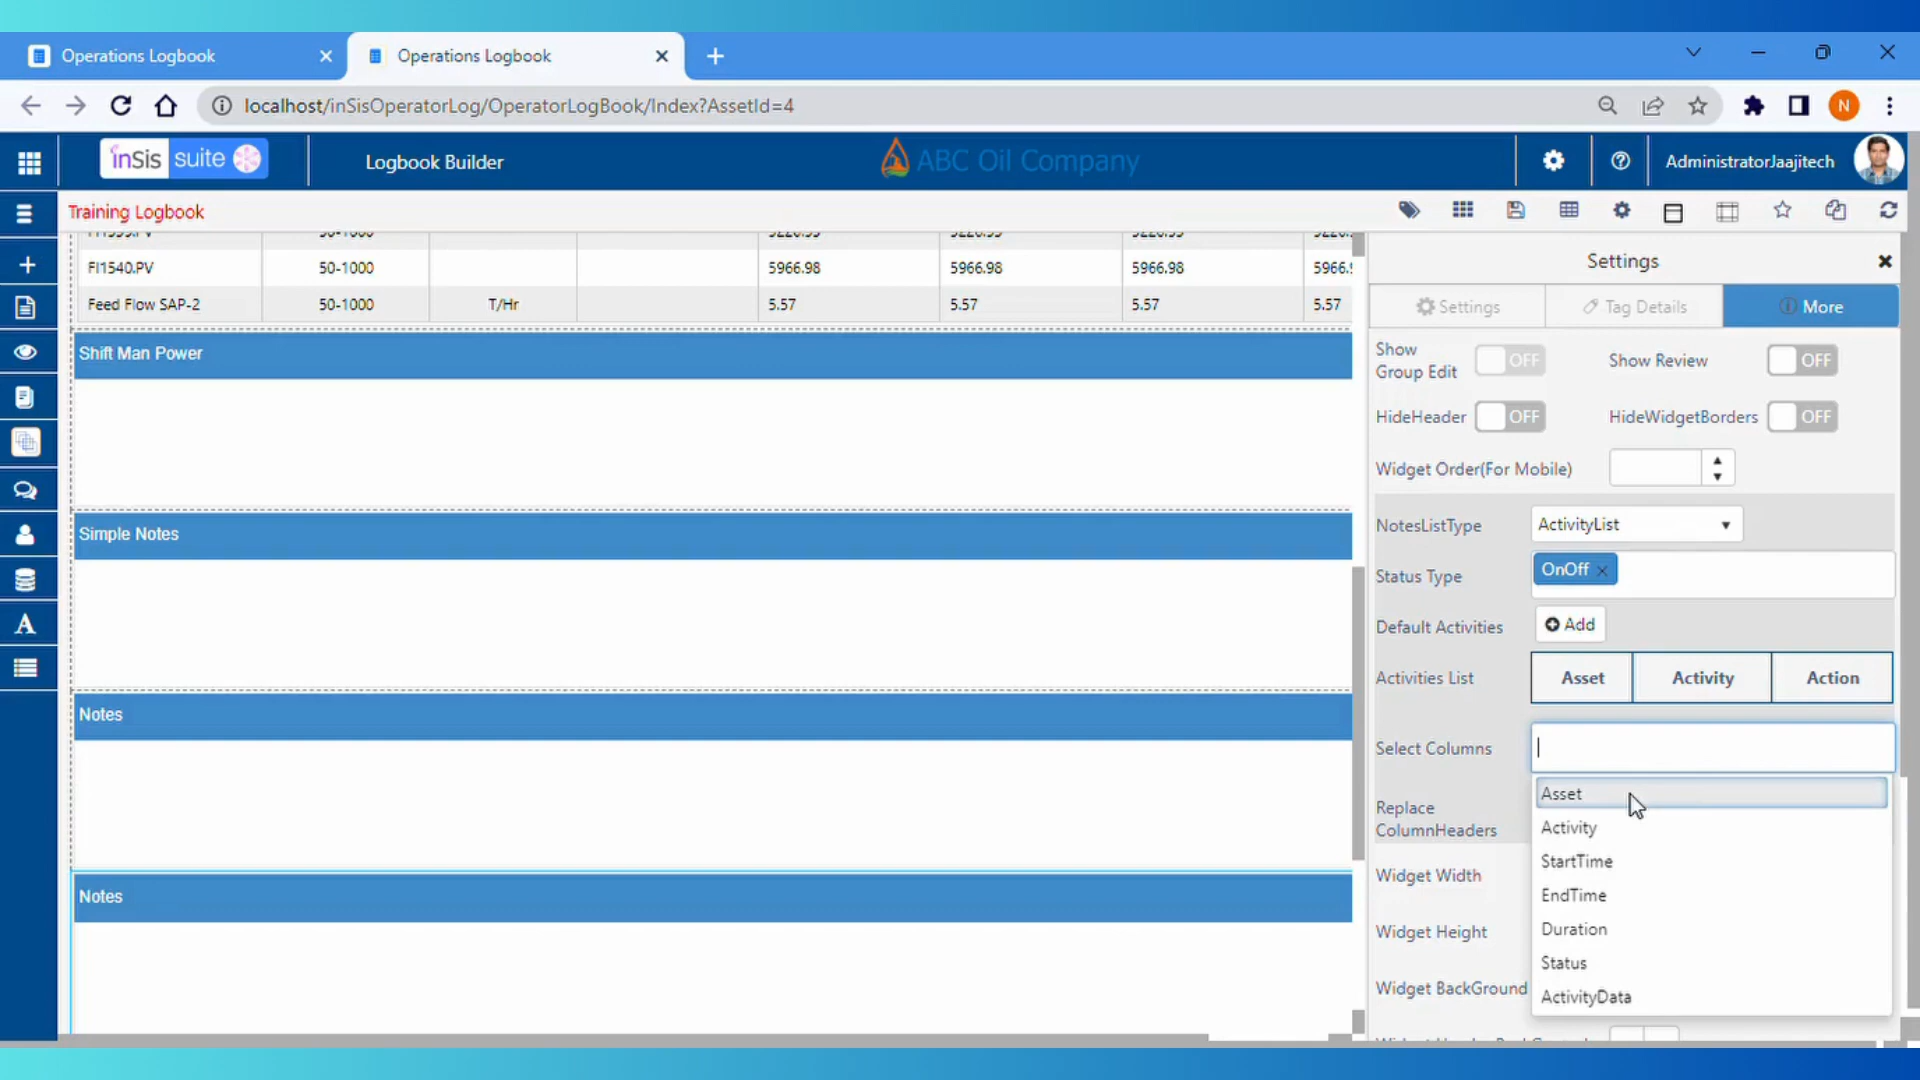 Operations Logbook
Operations Logbook
localhost/inSisOperatorLog/OperatorLogBook/Index?AssetId=4
N
inSis suite
Logbook Builder
ABC Oil Company
AdministratorJaajitech
Training Logbook
FI1540.PV 50-1000 5966.98 5966.98 5966.98 5966.
Feed Flow SAP-2 50-1000 T/Hr 5.57 5.57 5.57 5.57
Shift Man Power
Simple Notes
Notes
Notes
Settings
Settings Tag Details More
Show Group Edit OFF Show Review OFF
HideHeader OFF HideWidgetBorders OFF
Widget Order(For Mobile)
NotesListType ActivityList
Status Type OnOff
Default Activities Add
Activities List Asset Activity Action
Select Columns
Asset
Replace
ColumnHeaders
Activity
StartTime
Widget Width
EndTime
Duration
Widget Height
Status
Widget BackGround
ActivityData